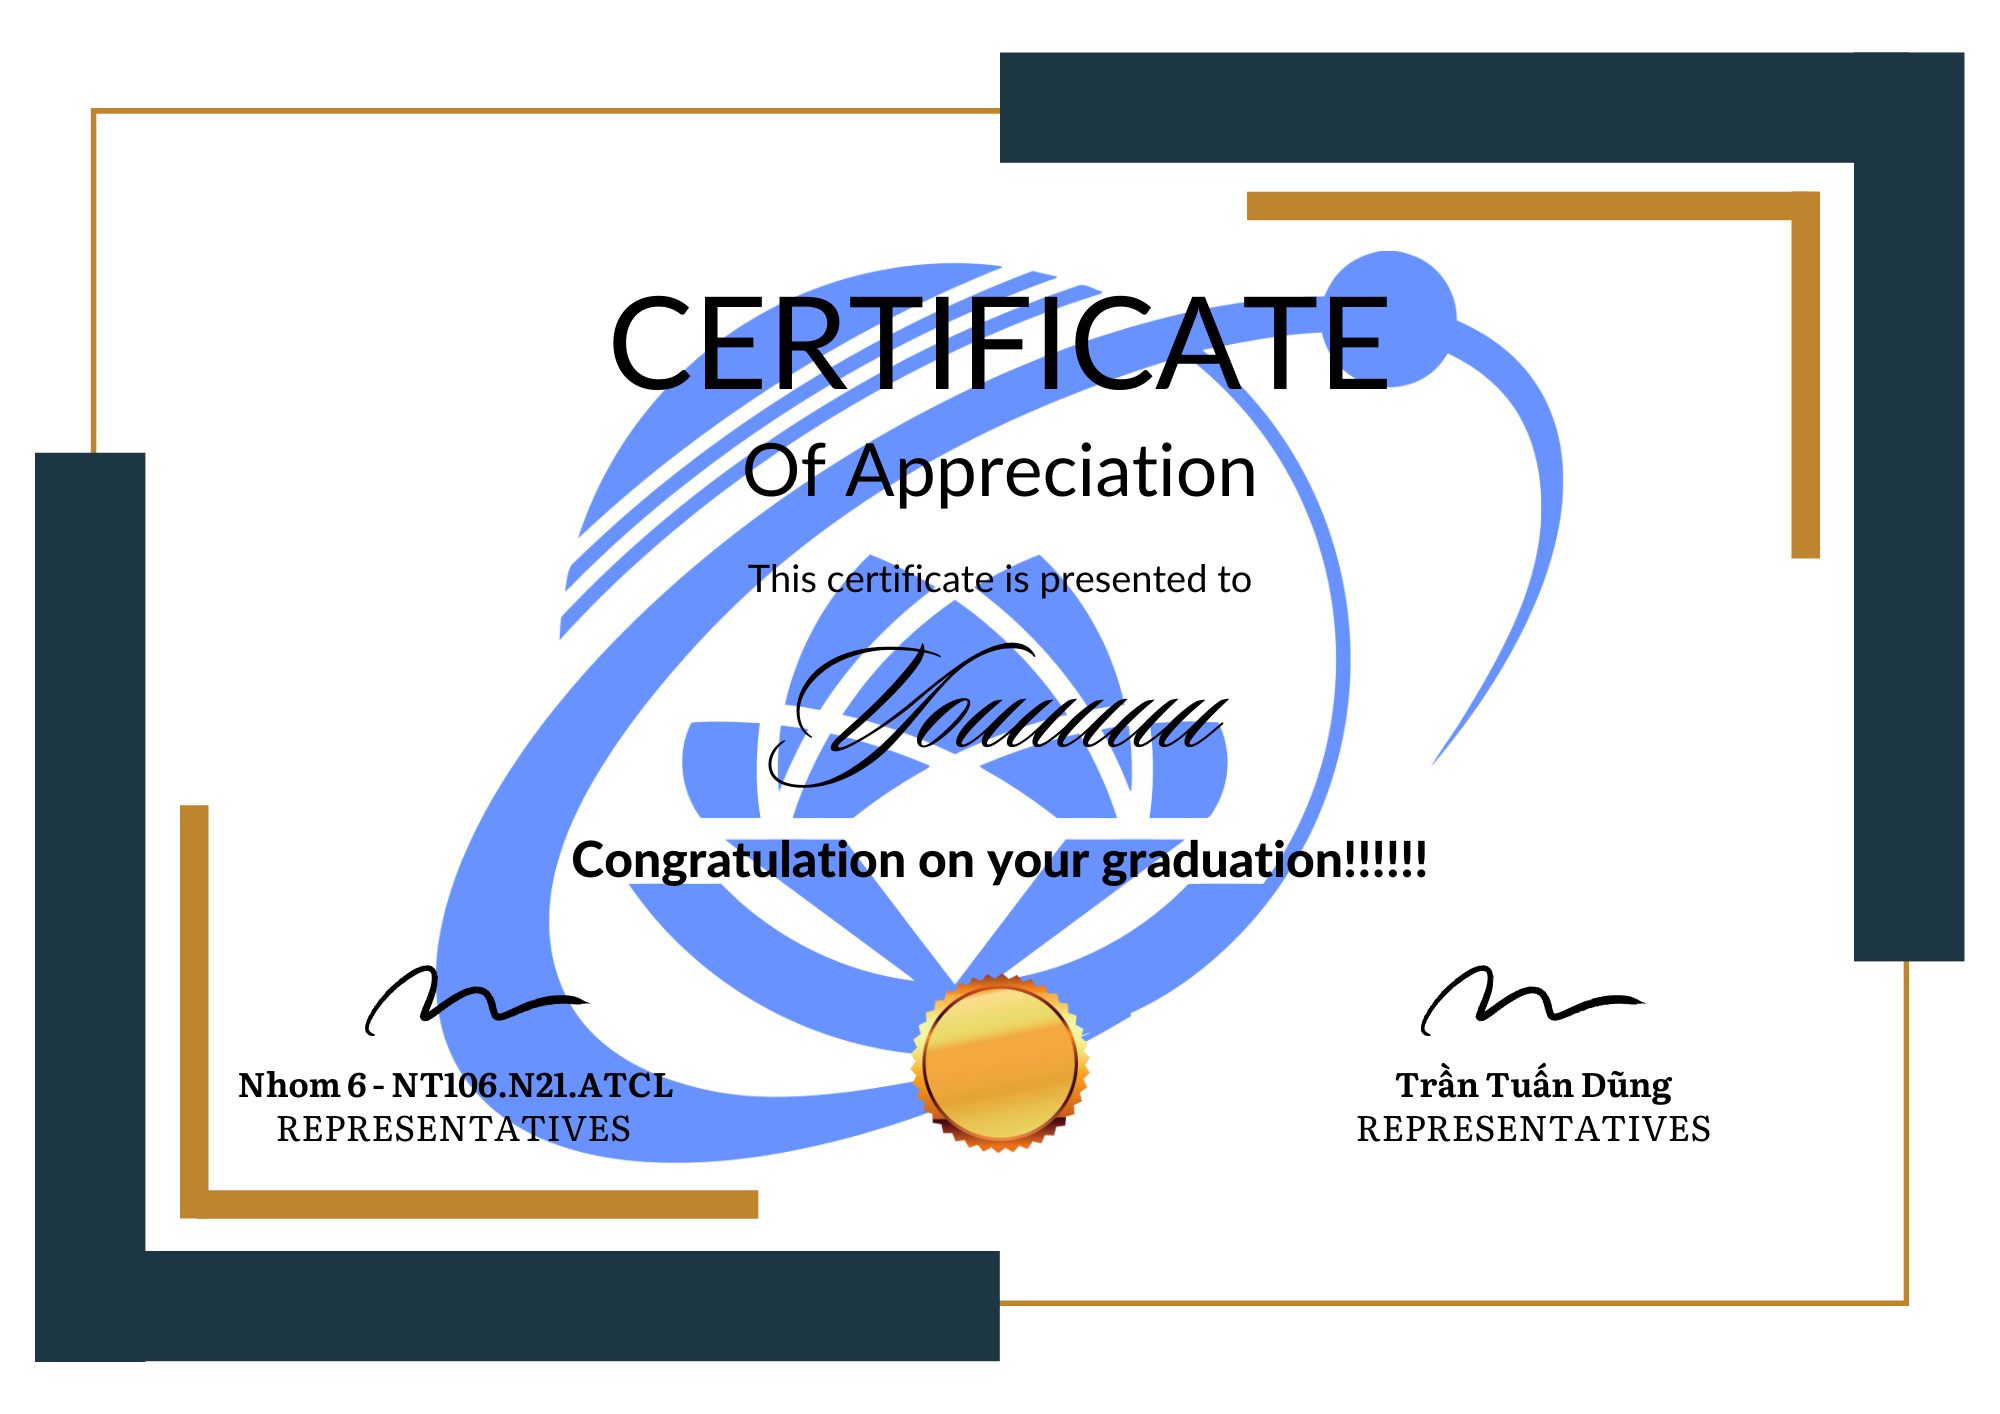 CERTIFICATE
Of Appreciation
This certificate is presented to
Youuuuuu
Congratulation on your graduation!!!!!!
Nhom 6 - NT106.N21.ATCL
REPRESENTATIVES
Trần Tuấn Dũng
REPRESENTATIVES